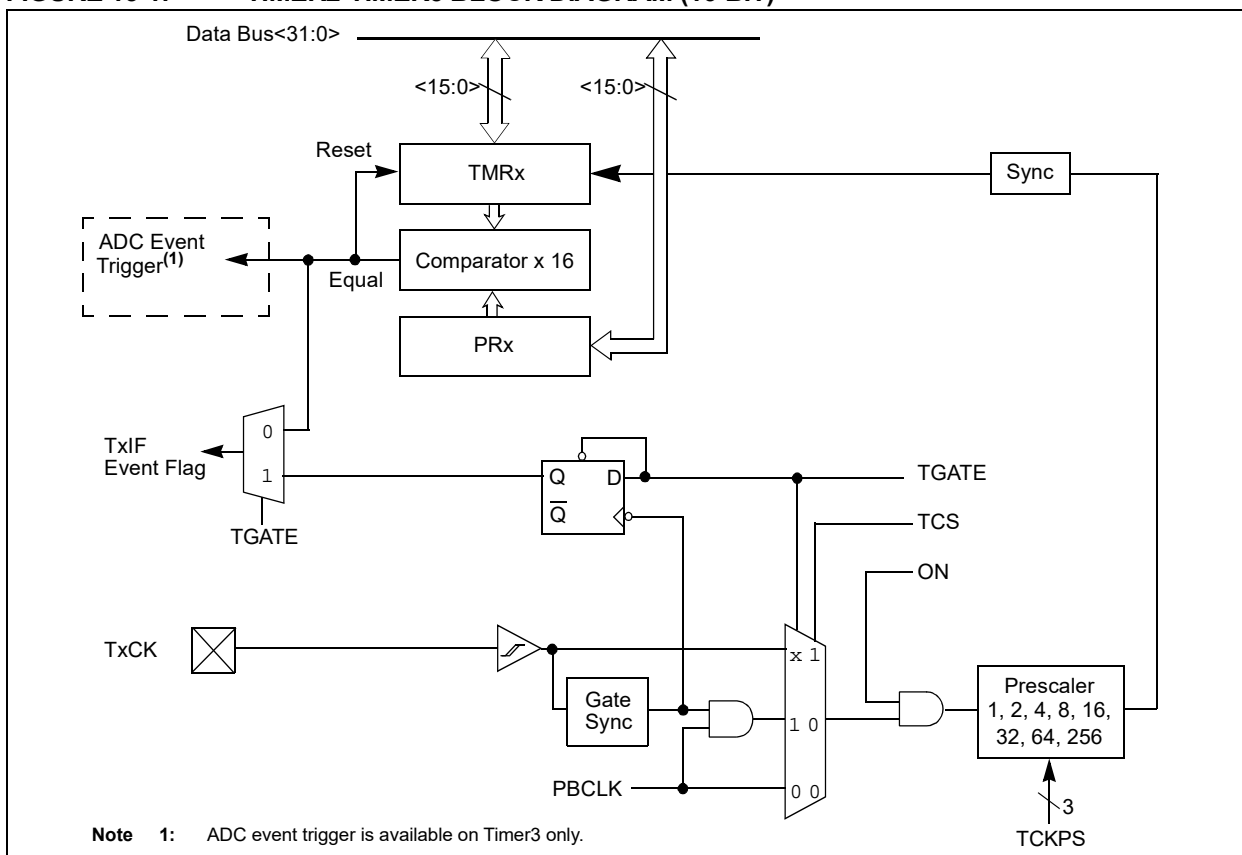 Data Bus<31:0>
<15:0>
<15:0>
Reset
TMRx
Sync
ADC Event
Trigger(1)
Equal
Comparator x 16
PRx
0
TxIF
Event Flag
1
TGATE
Q
D
Q
TGATE
TCS
ON
TxCK
x 1
Gate
Sync
1 0
Prescaler
1, 2, 4, 8, 16,
32, 64, 256
PBCLK
0 0
3
TCKPS
Note 1: ADC event trigger is available on Timer3 only.